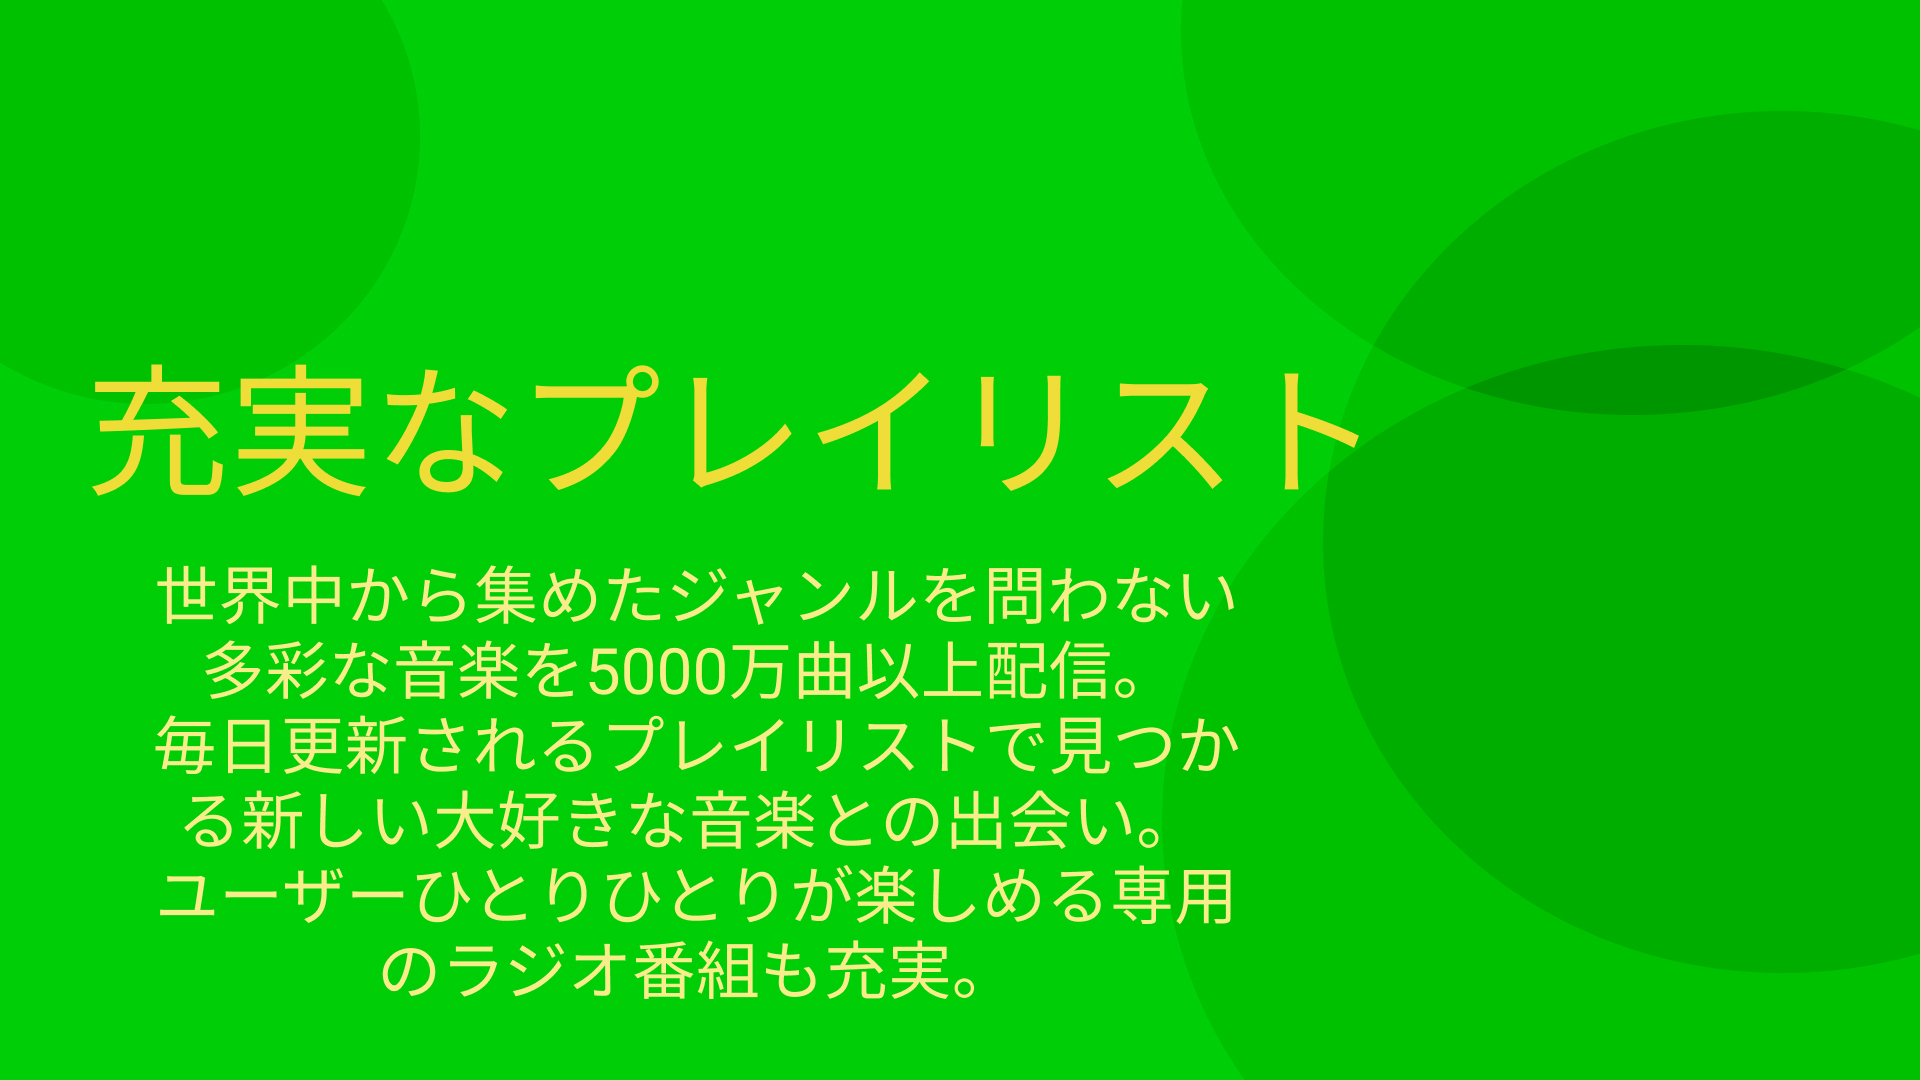 充実なプレイリスト
世界中から集めたジャンルを問わない
多彩な音楽を5000万曲以上配信。
毎日更新されるプレイリストで見つか
る新しい大好きな音楽との出会い。
ユーザーひとりひとりが楽しめる専用
のラジオ番組も充実。